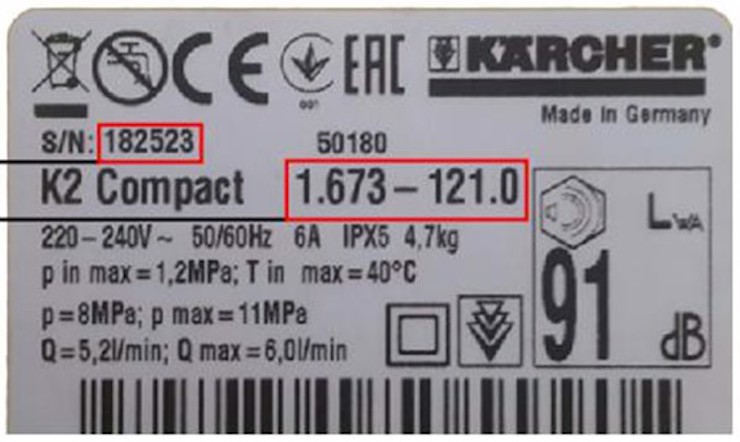 CE 001 EAC KÄRCHER
Made in Germany
S/N: 182523 50180
K2 Compact 1.673-121.0
220-240V~ 50/60Hz 6A IPX5 4,7kg
p in max=1,2MPa; T in max=40°C
p=8MPa; p max=11MPa
Q=5,2l/min; Q max=6,0l/min
LWA
91
dB